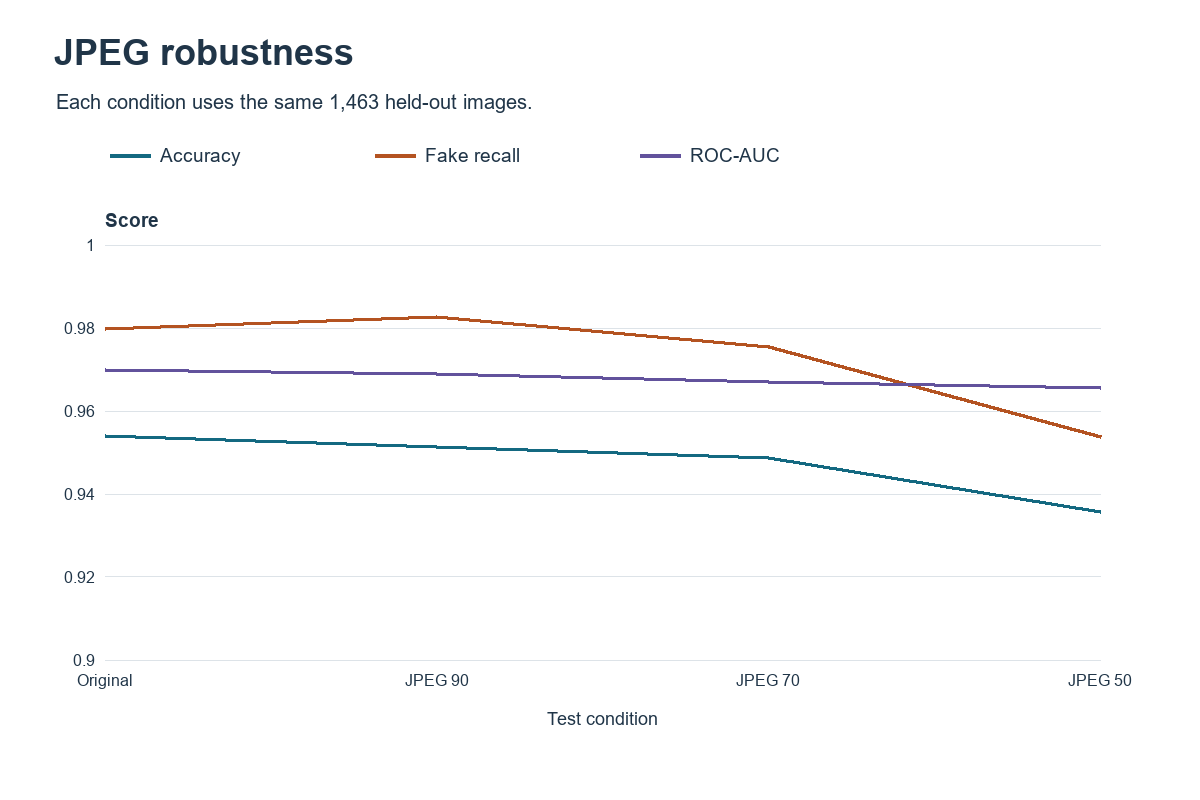 JPEG robustness
Each condition uses the same 1,463 held-out images.
Accuracy Fake recall ROC-AUC
Score
1
0.98
0.96
0.94
0.92
0.9
Original JPEG 90 JPEG 70 JPEG 50
Test condition